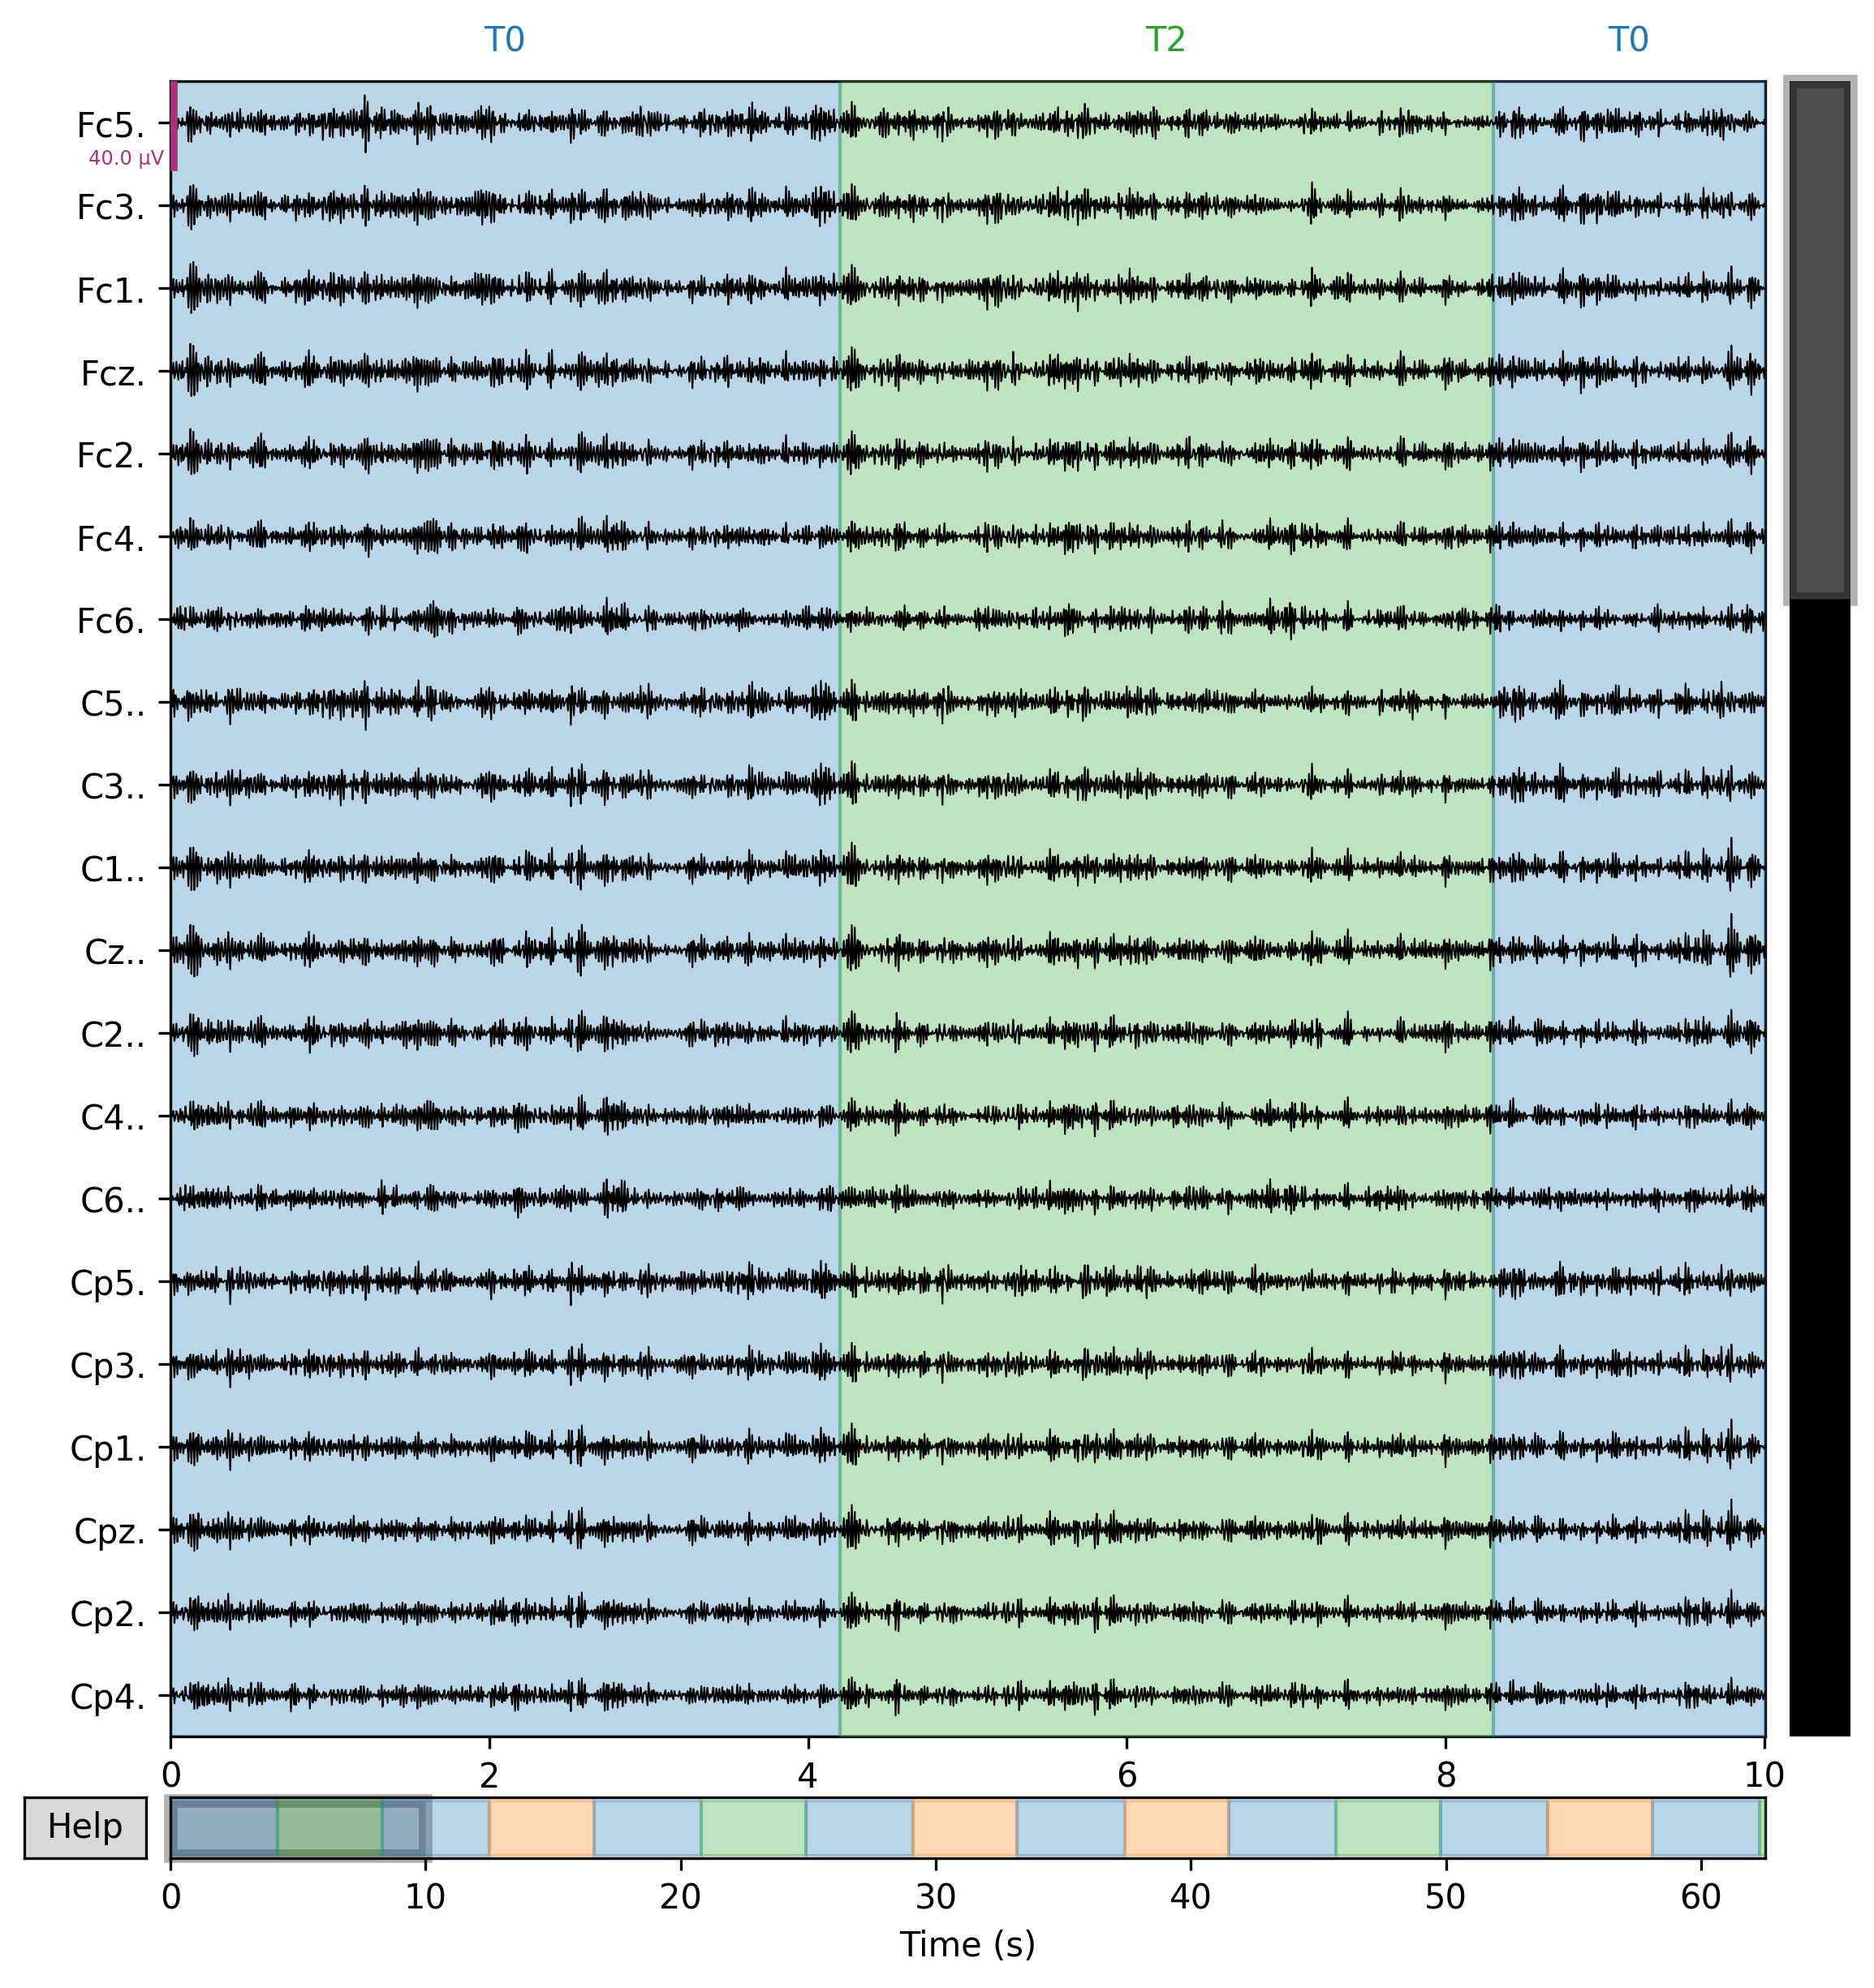 T0 T2 T0
Fc5.
40.0 µV
Fc3.
Fc1.
Fcz.
Fc2.
Fc4.
Fc6.
C5..
C3..
C1..
Cz..
C2..
C4..
C6..
Cp5.
Cp3.
Cp1.
Cpz.
Cp2.
Cp4.
0 2 4 6 8 10
Help
0 10 20 30 40 50 60
Time (s)